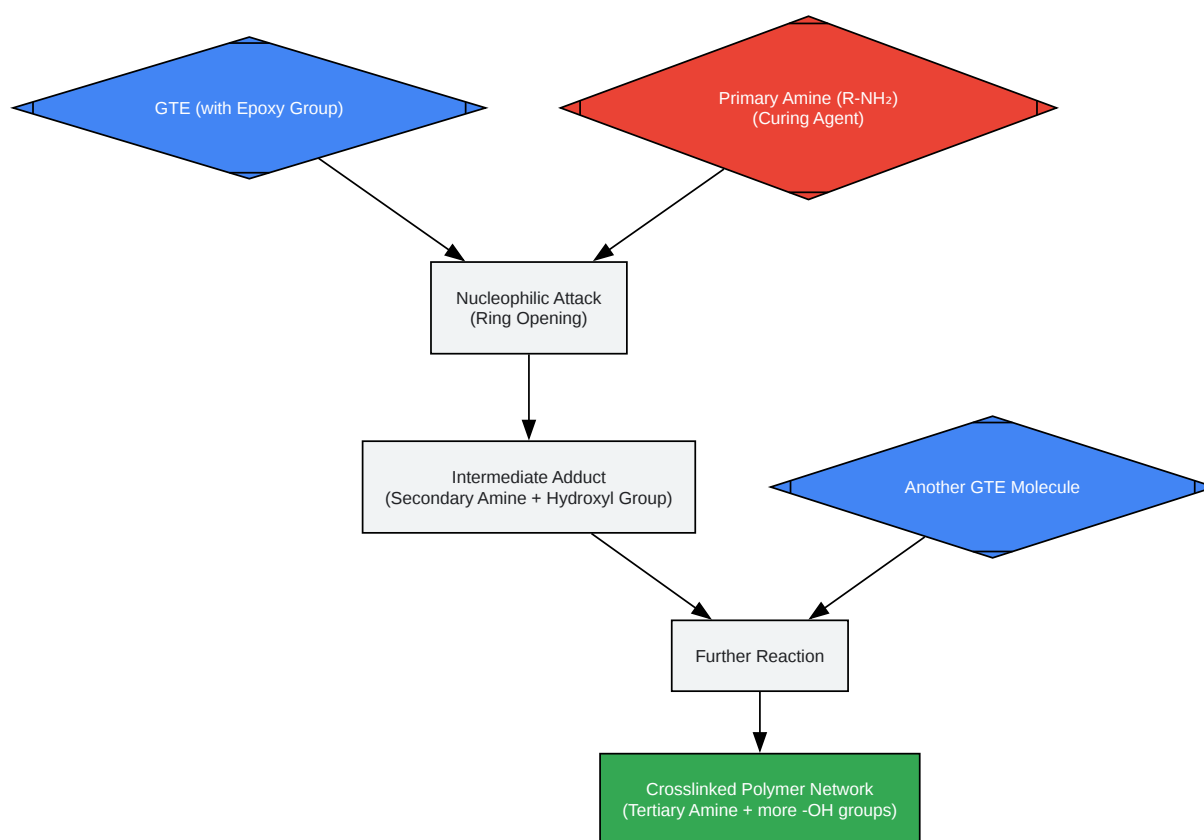 GTE (with Epoxy Group)
Primary Amine (R-NH₂)
(Curing Agent)
Nucleophilic Attack
(Ring Opening)
Intermediate Adduct
(Secondary Amine + Hydroxyl Group)
Another GTE Molecule
Further Reaction
Crosslinked Polymer Network
(Tertiary Amine + more -OH groups)